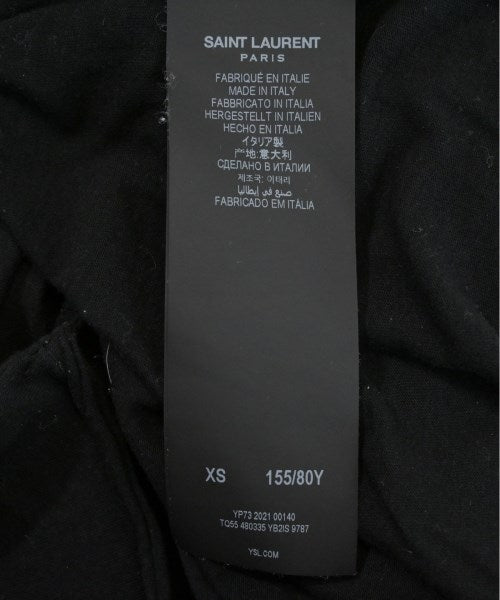 SAINT LAURENT
PARIS
FABRIQUÉ EN ITALIE
MADE IN ITALY
FABBRICATO IN ITALIA
HERGESTELLT IN ITALIEN
HECHO EN ITALIA
イタリア製
产地:意大利
СДЕЛАНО В ИТАЛИИ
제조국: 이태리
صنع في إيطاليا
FABRICADO EM ITÁLIA
XS 155/80Y
YP73 2021 00140
TQ55 480335 YB2IS 9787
YSL.COM